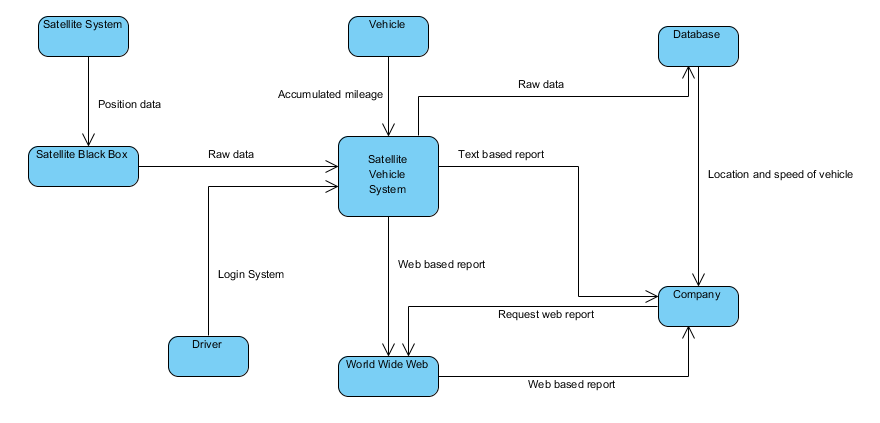 Satellite System
Vehicle
Database
Raw data
Accumulated mileage
Position data
Satellite Black Box
Raw data
Satellite
Vehicle
System
Text based report
Location and speed of vehicle
Web based report
Login System
Company
Request web report
Driver
World Wide Web
Web based report